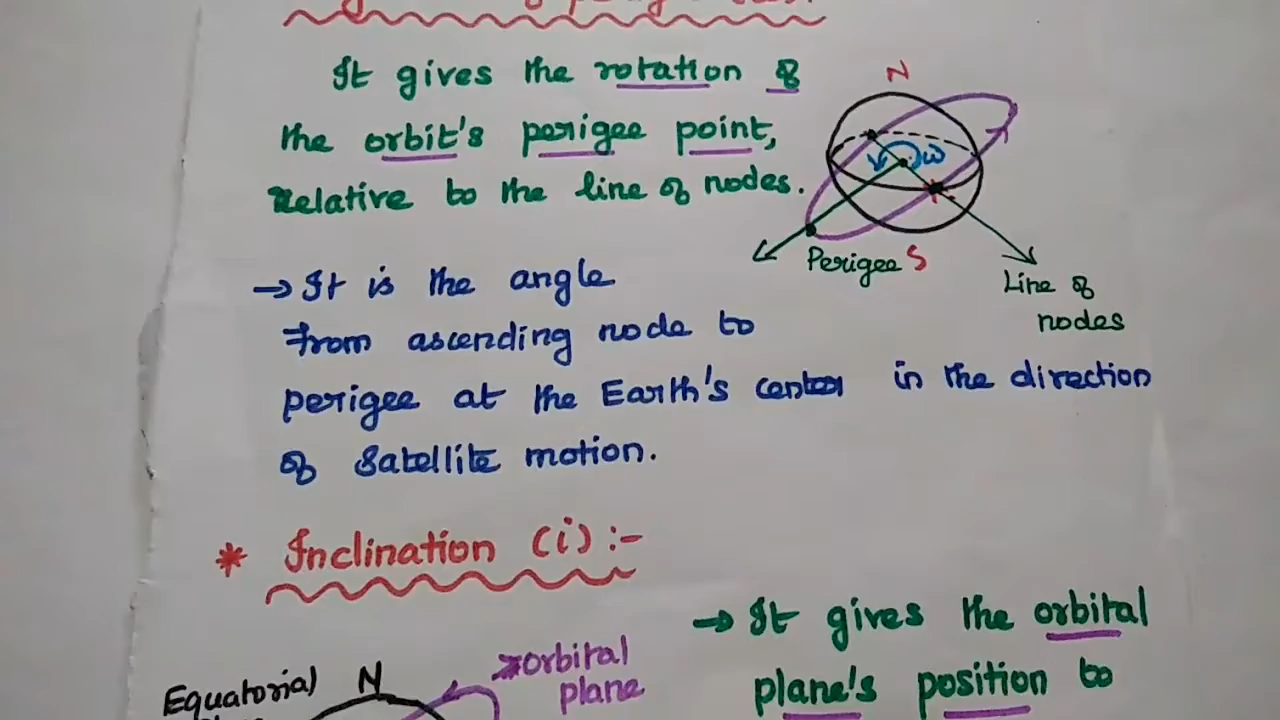 It gives the rotation of
the orbit's perigee point,
relative to the line of nodes.
N
ω
Perigee S
Line of
nodes
→ It is the angle
from ascending node to
perigee at the Earth's center in the direction
of Satellite motion.
* Inclination (i) :-
→ It gives the orbital
plane's position to
orbital
plane
Equatorial N